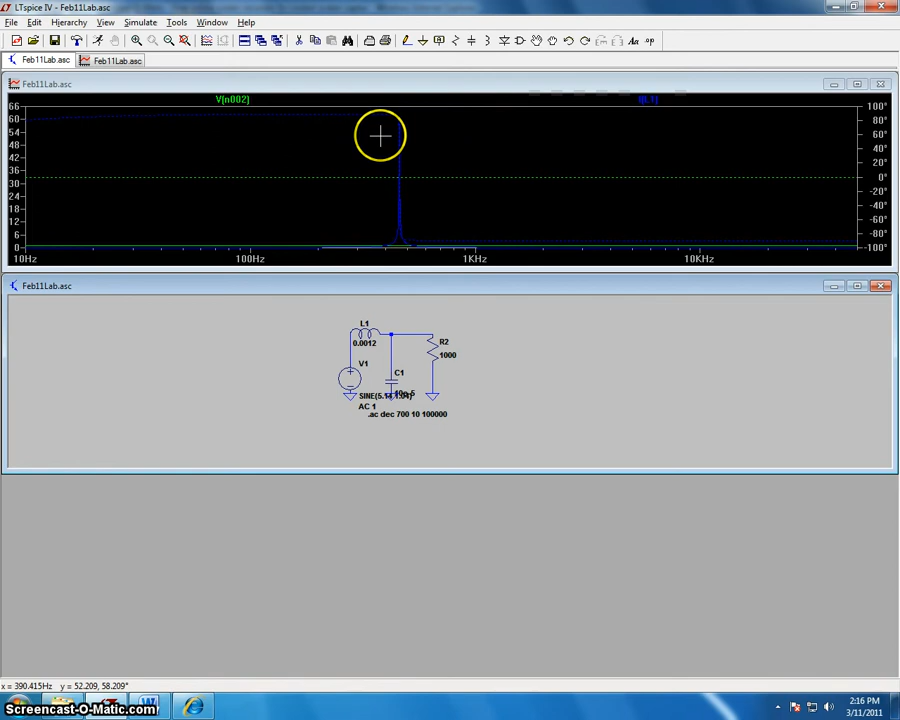 LTspice IV - Feb11Lab.asc
File Edit Hierarchy View Simulate Tools Window Help
Feb11Lab.asc Feb11Lab.asc
Feb11Lab.asc
V(n002) I(L1)
66 100°
60 80°
54 60°
48 40°
42 20°
36 0°
30 -20°
24 -40°
18 -60°
12 -80°
6 -100°
0
10Hz 100Hz 1KHz 10KHz
Feb11Lab.asc
L1
0.0012
R2
1000
V1
C1
AC 1
.ac dec 700 10 100000
x = 390.415Hz y = 52.209, 58.209°
2:16 PM
3/11/2011
Screencast-O-Matic.com